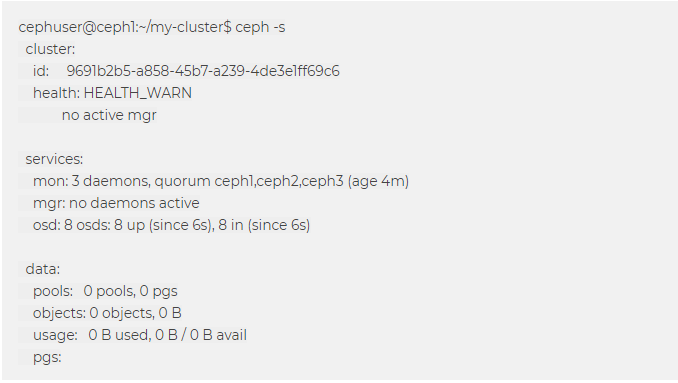 cephuser@ceph1:~/my-cluster$ ceph -s
cluster:
id: 9691b2b5-a858-45b7-a239-4de3e1ff69c6
health: HEALTH_WARN
no active mgr
services:
mon: 3 daemons, quorum ceph1,ceph2,ceph3 (age 4m)
mgr: no daemons active
osd: 8 osds: 8 up (since 6s), 8 in (since 6s)
data:
pools: 0 pools, 0 pgs
objects: 0 objects, 0 B
usage: 0 B used, 0 B / 0 B avail
pgs: